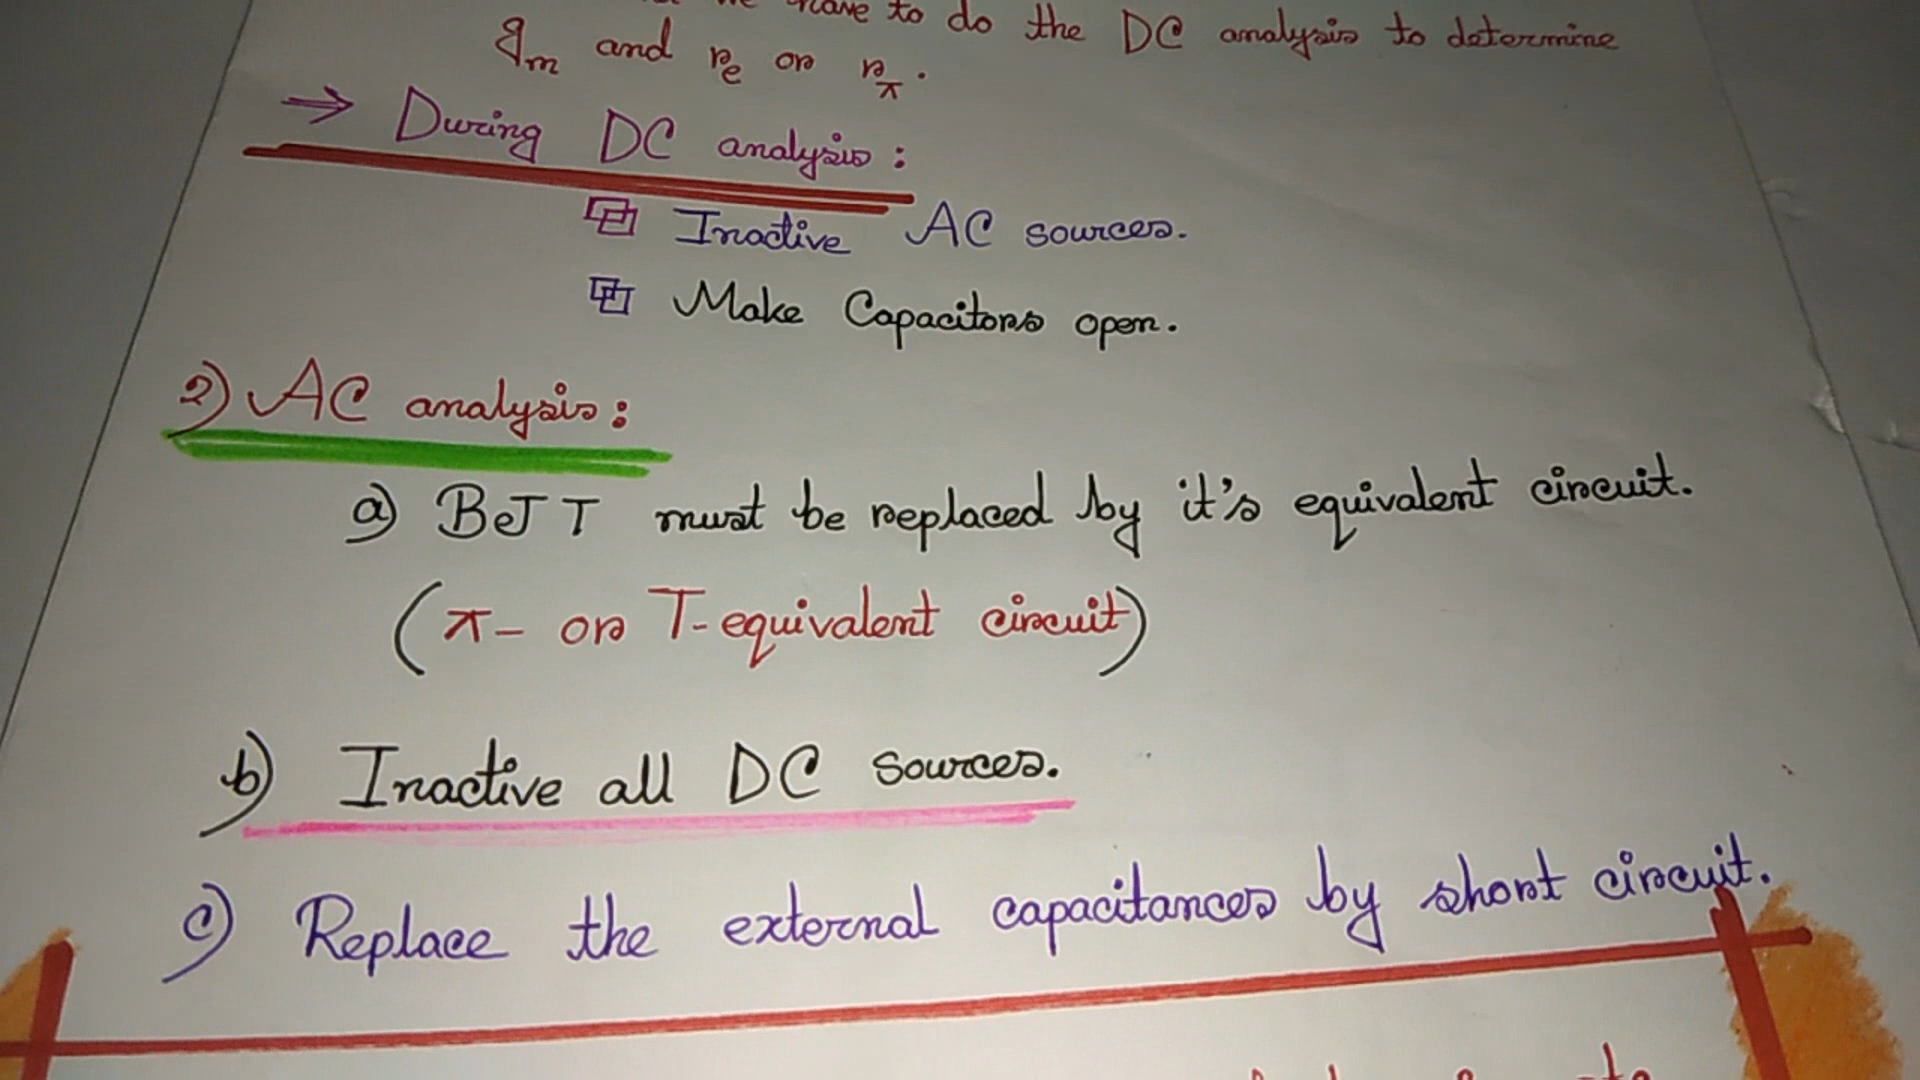 we have to do the DC analysis to determine
gm and re or rπ.
→ During DC analysis:
Inactive AC sources.
Make Capacitors open.
2) AC analysis:
a) BJT must be replaced by it's equivalent circuit.
(π- or T-equivalent circuit)
b) Inactive all DC sources.
c) Replace the external capacitances by short circuit.